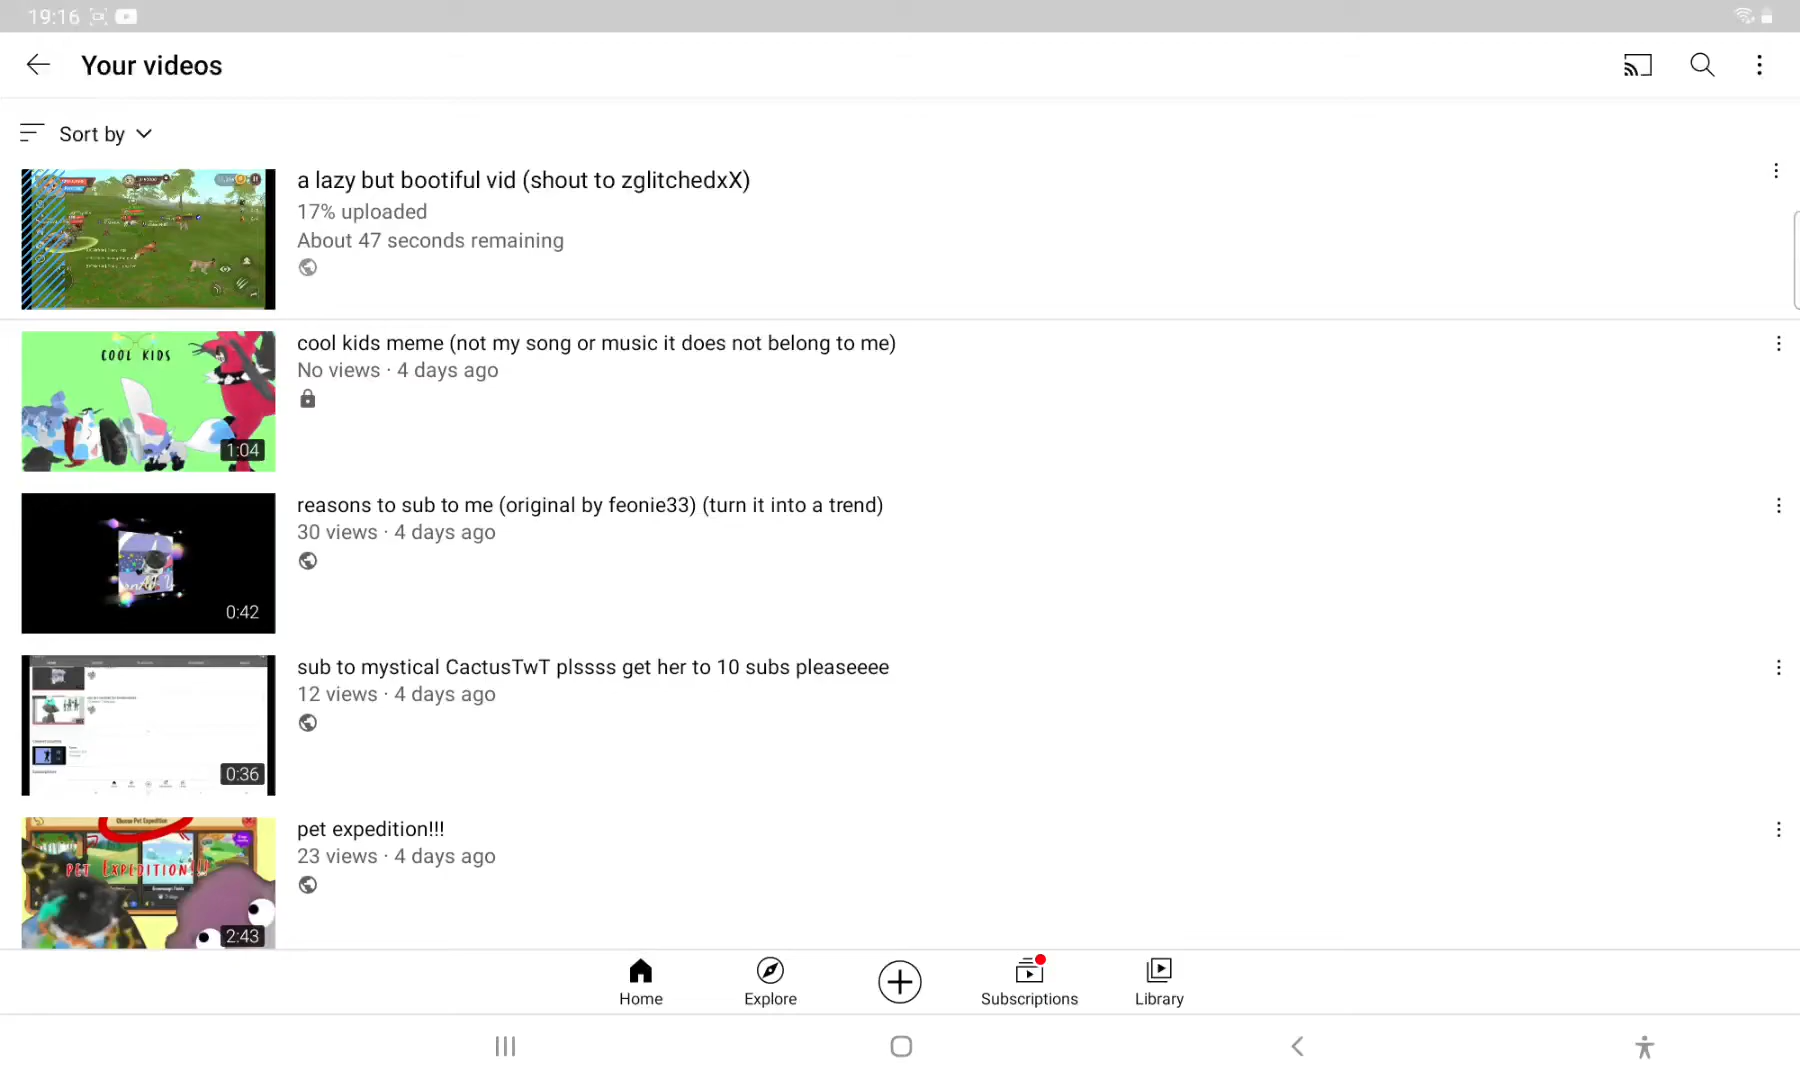 19:16
Your videos
Sort by
a lazy but bootiful vid (shout to zglitchedxX)
17% uploaded
About 47 seconds remaining
COOL KIDS
1:04
cool kids meme (not my song or music it does not belong to me)
No views · 4 days ago
0:42
reasons to sub to me (original by feonie33) (turn it into a trend)
30 views · 4 days ago
0:36
sub to mystical CactusTwT plssss get her to 10 subs pleaseeee
12 views · 4 days ago
Choose Pet Expedition
PET EXPEDITION!!!
2:43
pet expedition!!!
23 views · 4 days ago
Home
Explore
Subscriptions
Library